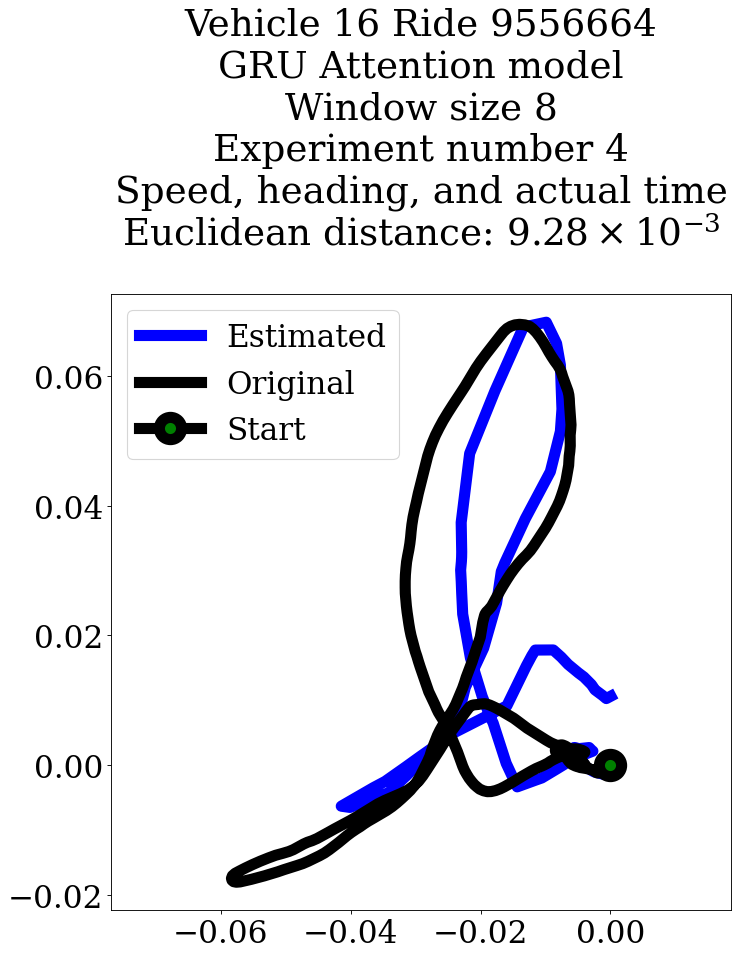 Vehicle 16 Ride 9556664
GRU Attention model
Window size 8
Experiment number 4
Speed, heading, and actual time
Euclidean distance: 9.28 × 10⁻³
Estimated
Original
Start
0.06
0.04
0.02
0.00
−0.02
−0.06 −0.04 −0.02 0.00